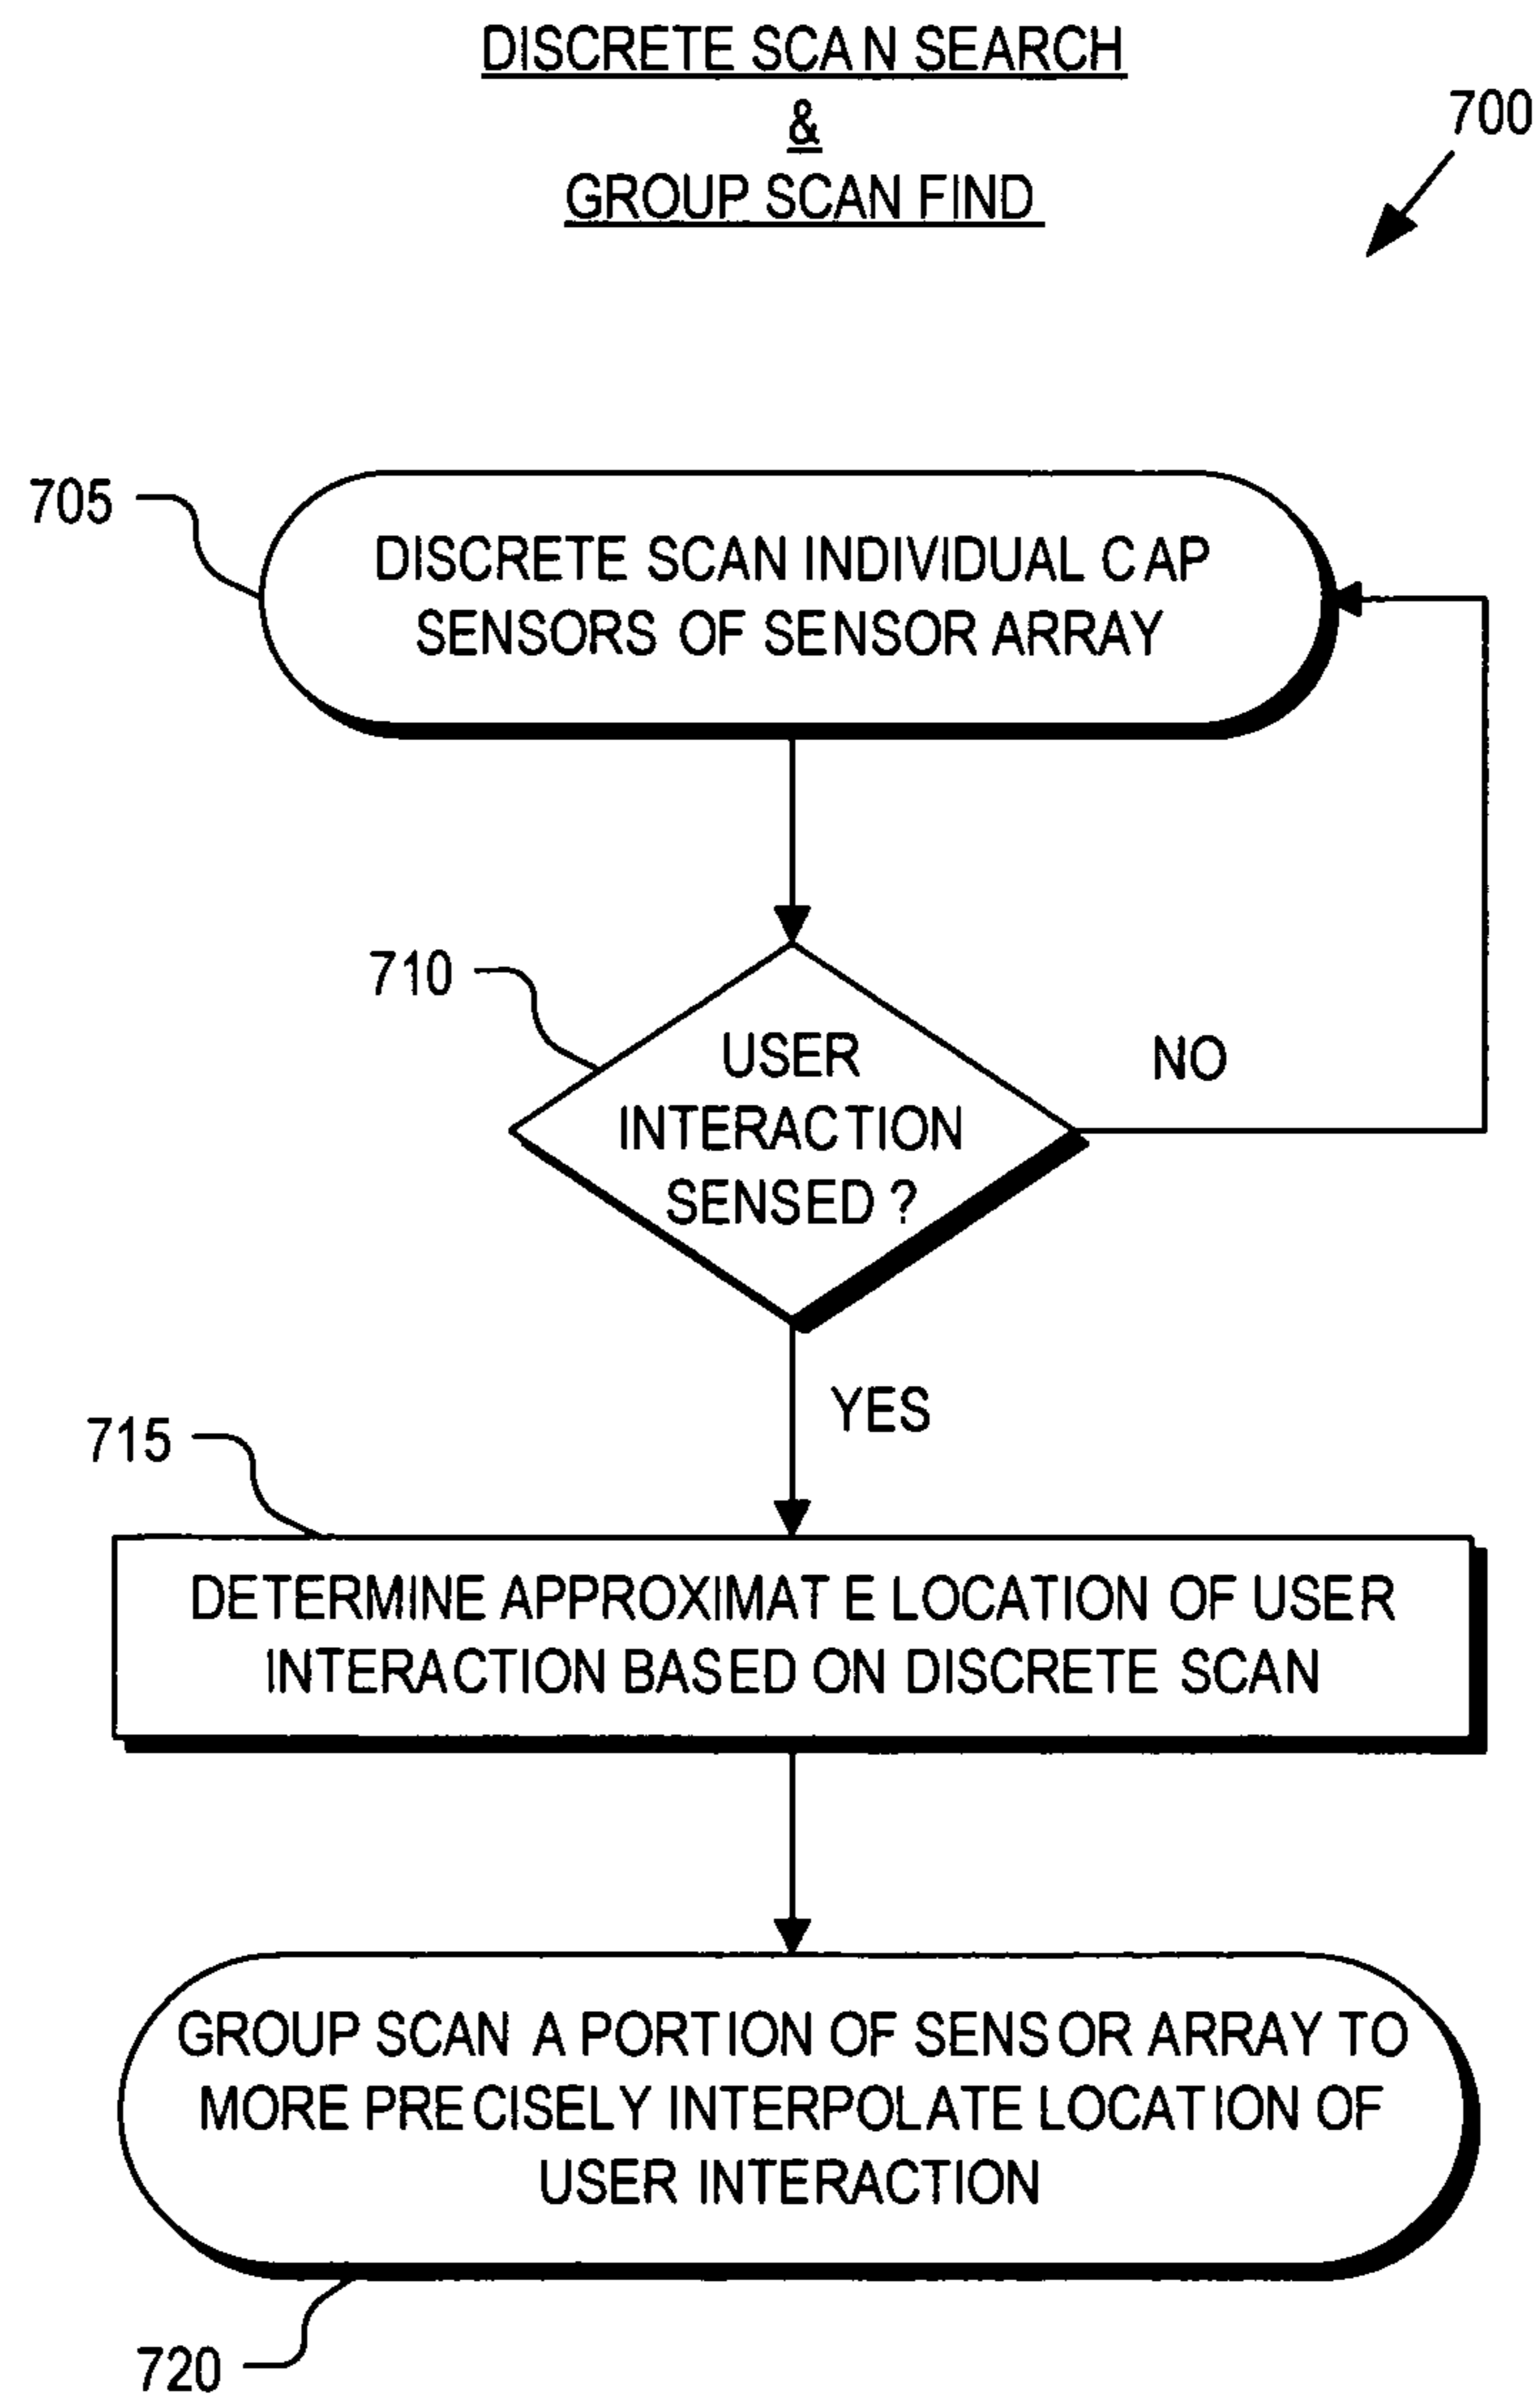 DISCRETE SCAN SEARCH
&
GROUP SCAN FIND
700
705
DISCRETE SCAN INDIVIDUAL CAP
SENSORS OF SENSOR ARRAY
710
USER
INTERACTION
SENSED ?
NO
YES
715
DETERMINE APPROXIMATE LOCATION OF USER
INTERACTION BASED ON DISCRETE SCAN
GROUP SCAN A PORTION OF SENSOR ARRAY TO
MORE PRECISELY INTERPOLATE LOCATION OF
USER INTERACTION
720